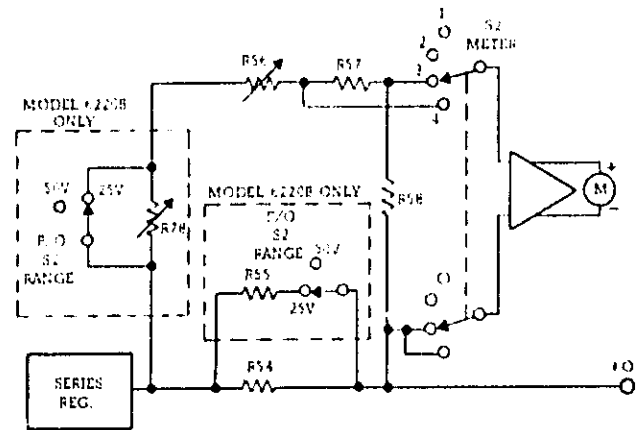 1
S2
METER
2
R56
R57
3
4
MODEL 6220B
ONLY
50V
25V
R78
P/O
S2
RANGE
MODEL 6220B ONLY
P/O
S2
RANGE
50V
R58
R55
25V
R54
+
M
-
SERIES
REG.
+